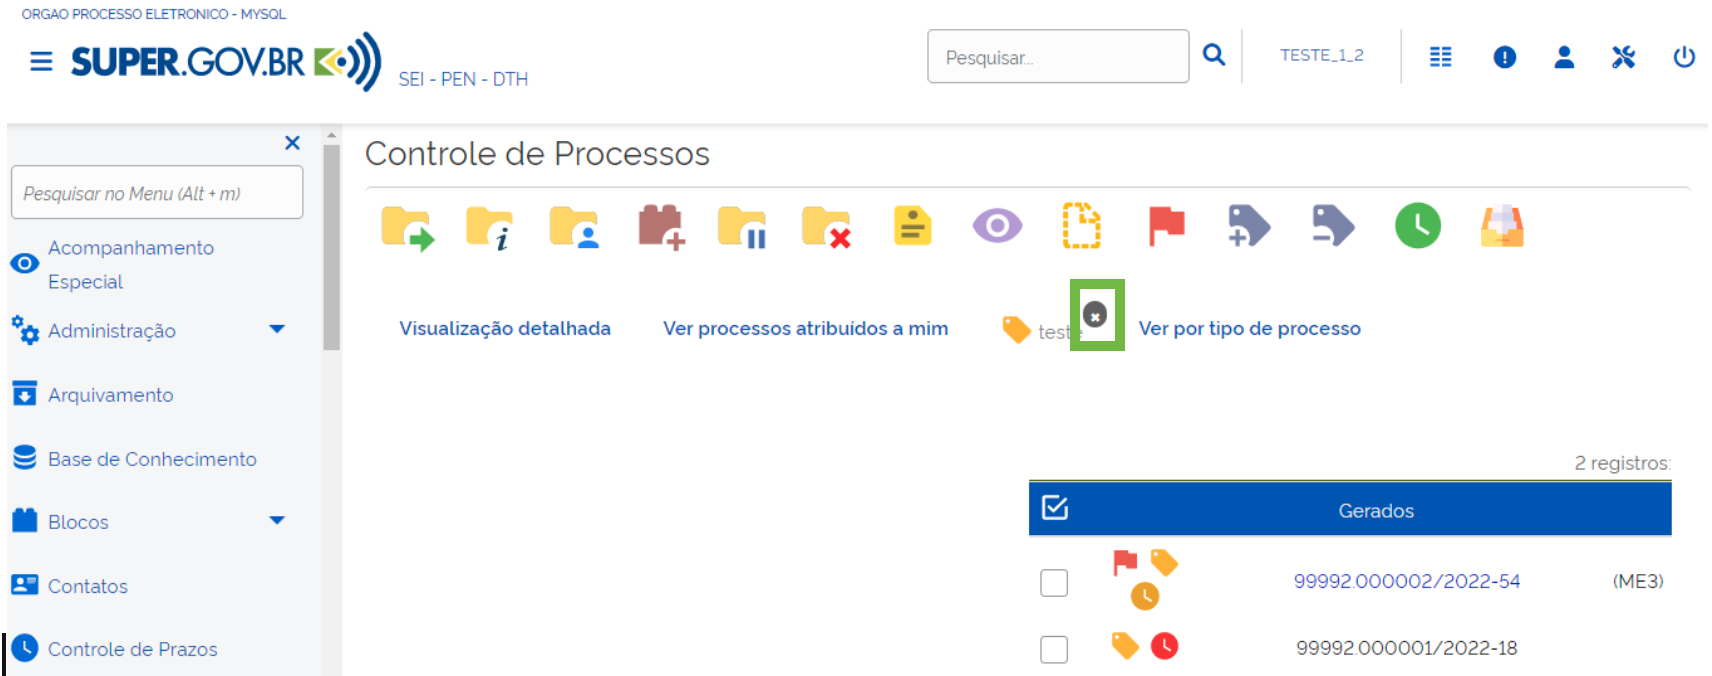 ORGAO PROCESSO ELETRONICO - MYSQL
SUPER.GOV.BR
SEI - PEN - DTH
Pesquisar...
TESTE_1_2
Pesquisar no Menu (Alt + m)
Acompanhamento
Especial
Administração
Arquivamento
Base de Conhecimento
Blocos
Contatos
Controle de Prazos
Controle de Processos
Visualização detalhada
Ver processos atribuídos a mim
teste
Ver por tipo de processo
2 registros:
Gerados
99992.000002/2022-54 (ME3)
99992.000001/2022-18